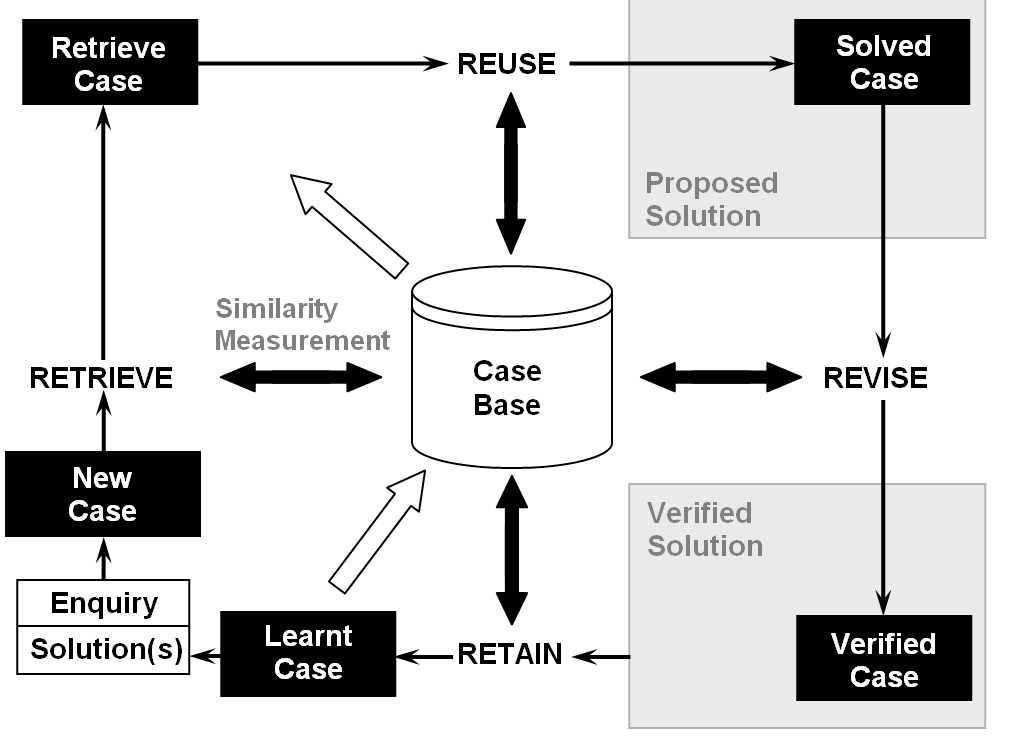 Retrieve
Case
REUSE
Solved
Case
Proposed
Solution
Similarity
Measurement
RETRIEVE
Case
Base
REVISE
New
Case
Verified
Solution
Enquiry
Solution(s)
Learnt
Case
RETAIN
Verified
Case